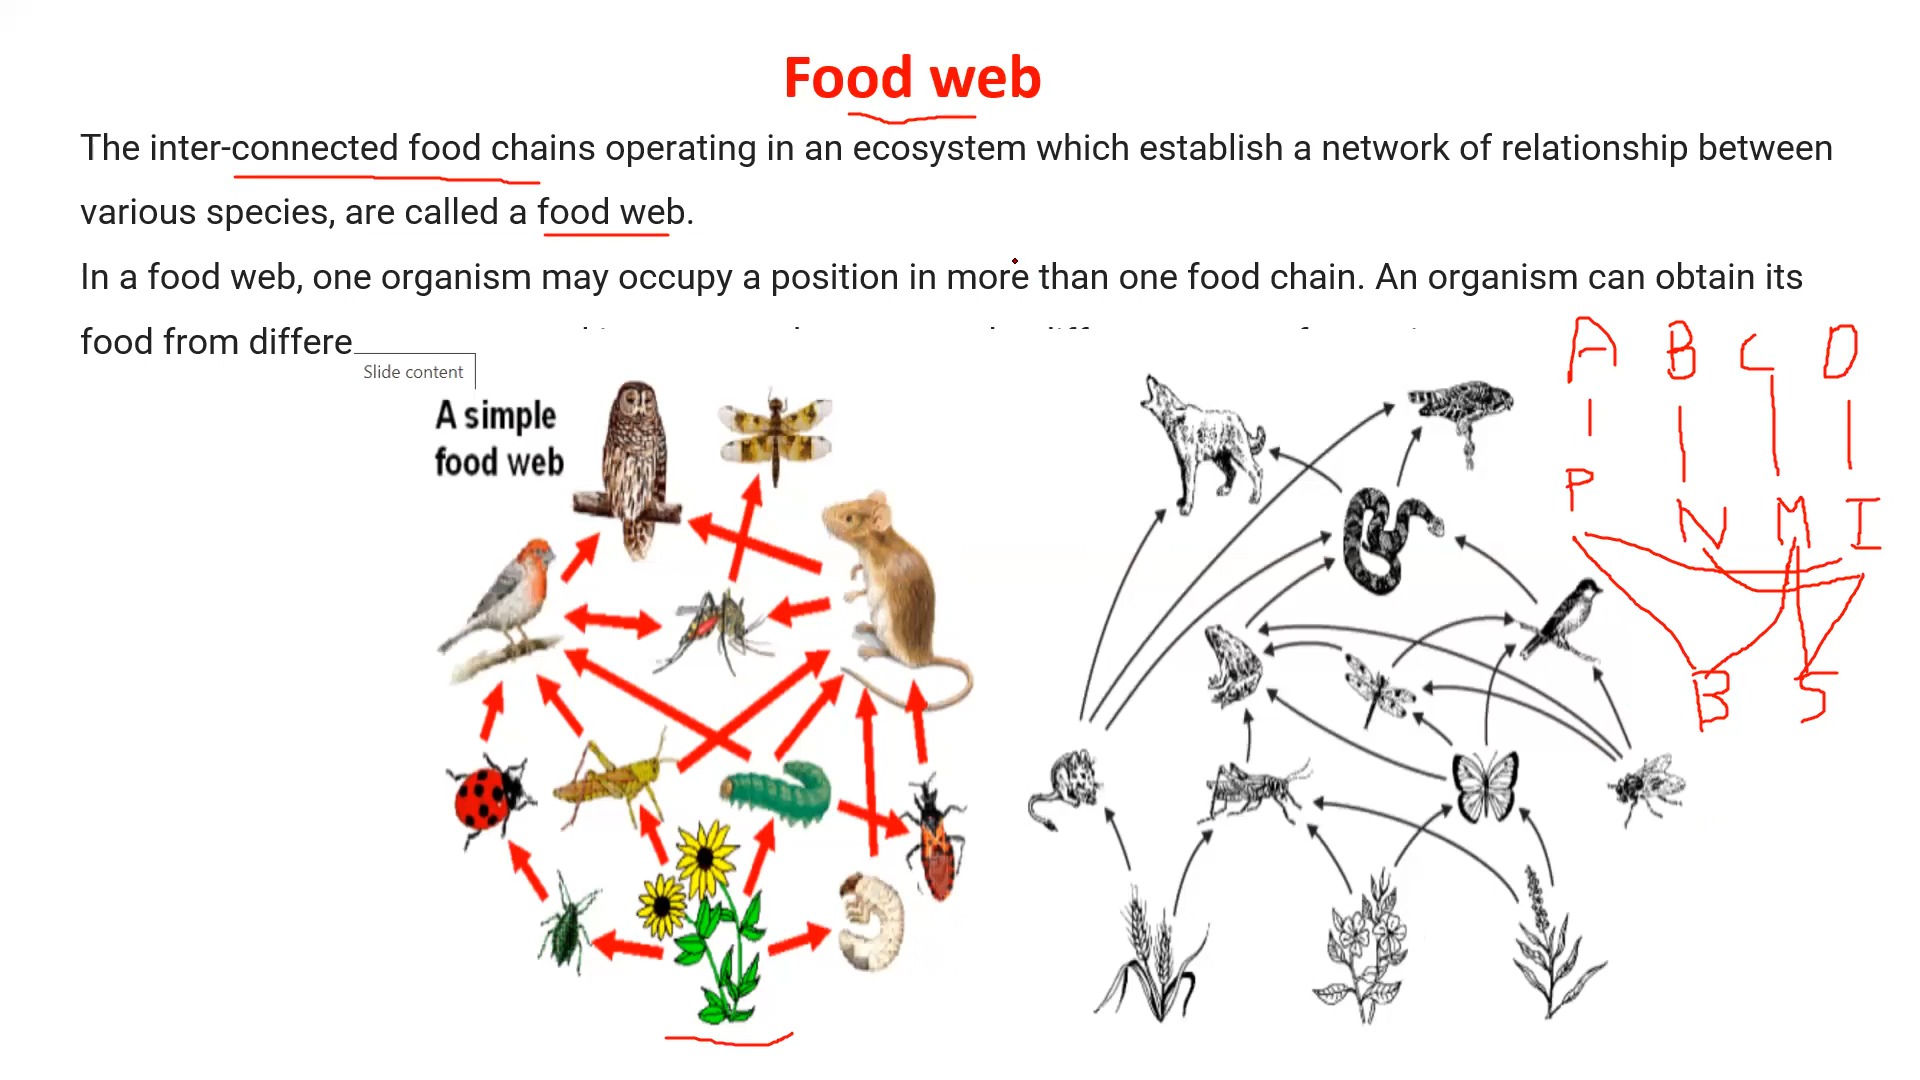 Food web
The inter-connected food chains operating in an ecosystem which establish a network of relationship between
various species, are called a food web.
In a food web, one organism may occupy a position in more than one food chain. An organism can obtain its
food from differe
Slide content
A simple
food web
A B C D
P N M I
B S